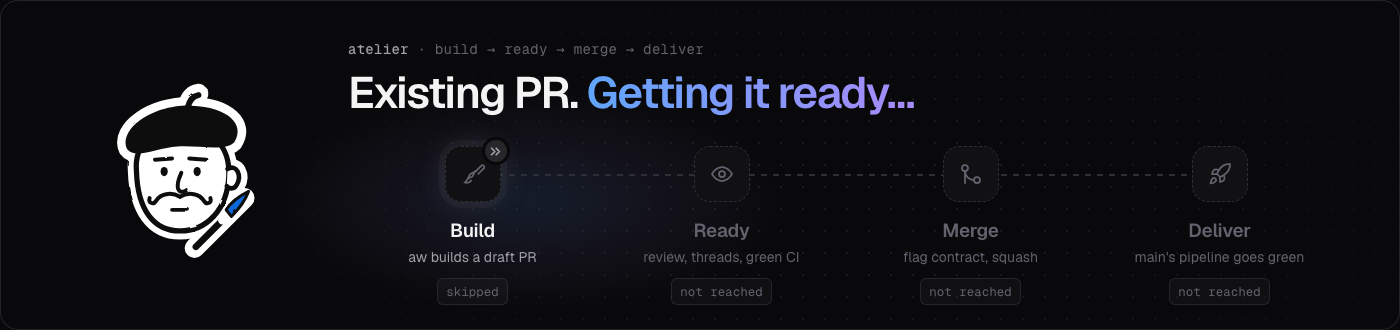 atelier · build → ready → merge → deliver
Existing PR. Getting it ready...
Build
Ready
Merge
Deliver
aw builds a draft PR
review, threads, green CI
flag contract, squash
main's pipeline goes green
skipped
not reached
not reached
not reached